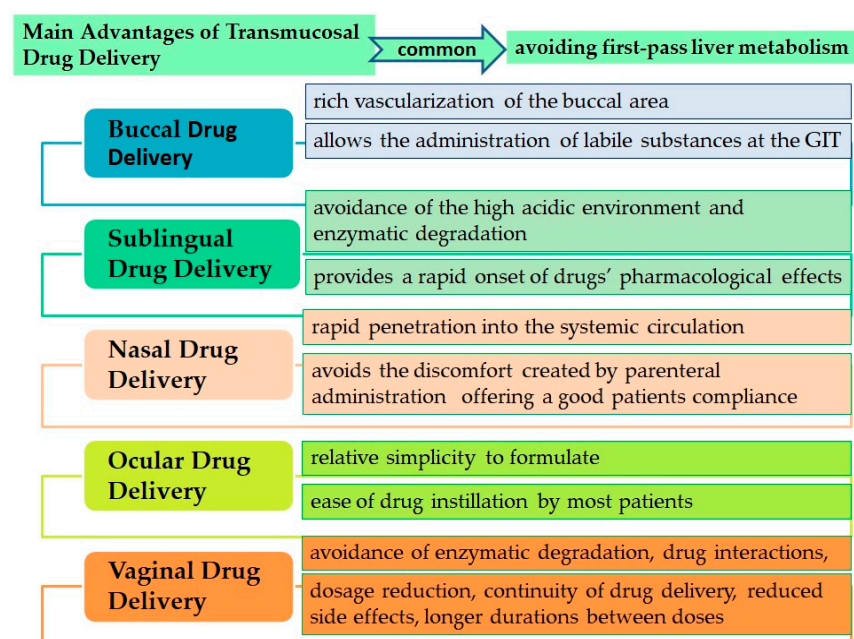 Main Advantages of Transmucosal
Drug Delivery
common
avoiding first-pass liver metabolism
Buccal Drug
Delivery
rich vascularization of the buccal area
allows the administration of labile substances at the GIT
Sublingual
Drug Delivery
avoidance of the high acidic environment and
enzymatic degradation
provides a rapid onset of drugs' pharmacological effects
Nasal Drug
Delivery
rapid penetration into the systemic circulation
avoids the discomfort created by parenteral
administration offering a good patients compliance
Ocular Drug
Delivery
relative simplicity to formulate
ease of drug instillation by most patients
Vaginal Drug
Delivery
avoidance of enzymatic degradation, drug interactions,
dosage reduction, continuity of drug delivery, reduced
side effects, longer durations between doses